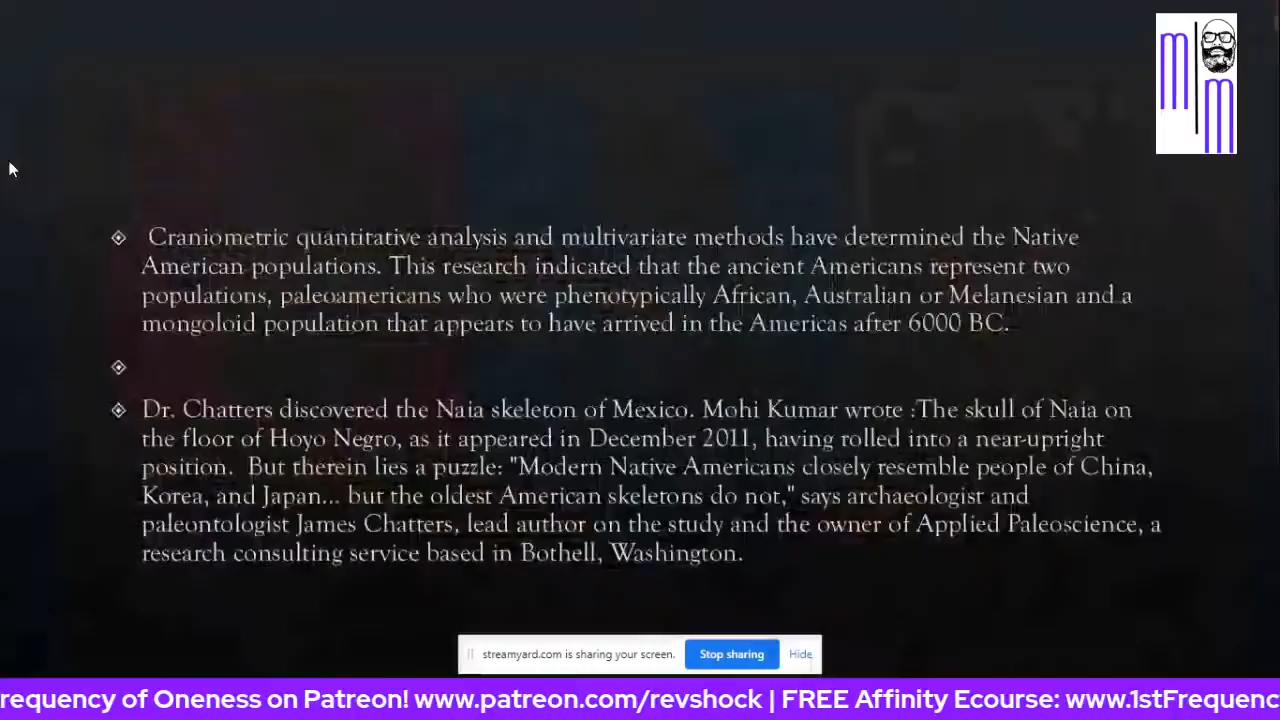 m m
Craniometric quantitative analysis and multivariate methods have determined the Native
American populations. This research indicated that the ancient Americans represent two
populations, paleoamericans who were phenotypically African, Australian or Melanesian and a
mongoloid population that appears to have arrived in the Americas after 6000 BC.
Dr. Chatters discovered the Naia skeleton of Mexico. Mohi Kumar wrote :The skull of Naia on
the floor of Hoyo Negro, as it appeared in December 2011, having rolled into a near-upright
position. But therein lies a puzzle: "Modern Native Americans closely resemble people of China,
Korea, and Japan... but the oldest American skeletons do not," says archaeologist and
paleontologist James Chatters, lead author on the study and the owner of Applied Paleoscience, a
research consulting service based in Bothell, Washington.
streamyard.com is sharing your screen. Stop sharing Hide
requency of Oneness on Patreon! www.patreon.com/revshock | FREE Affinity Ecourse: www.1stFrequenc